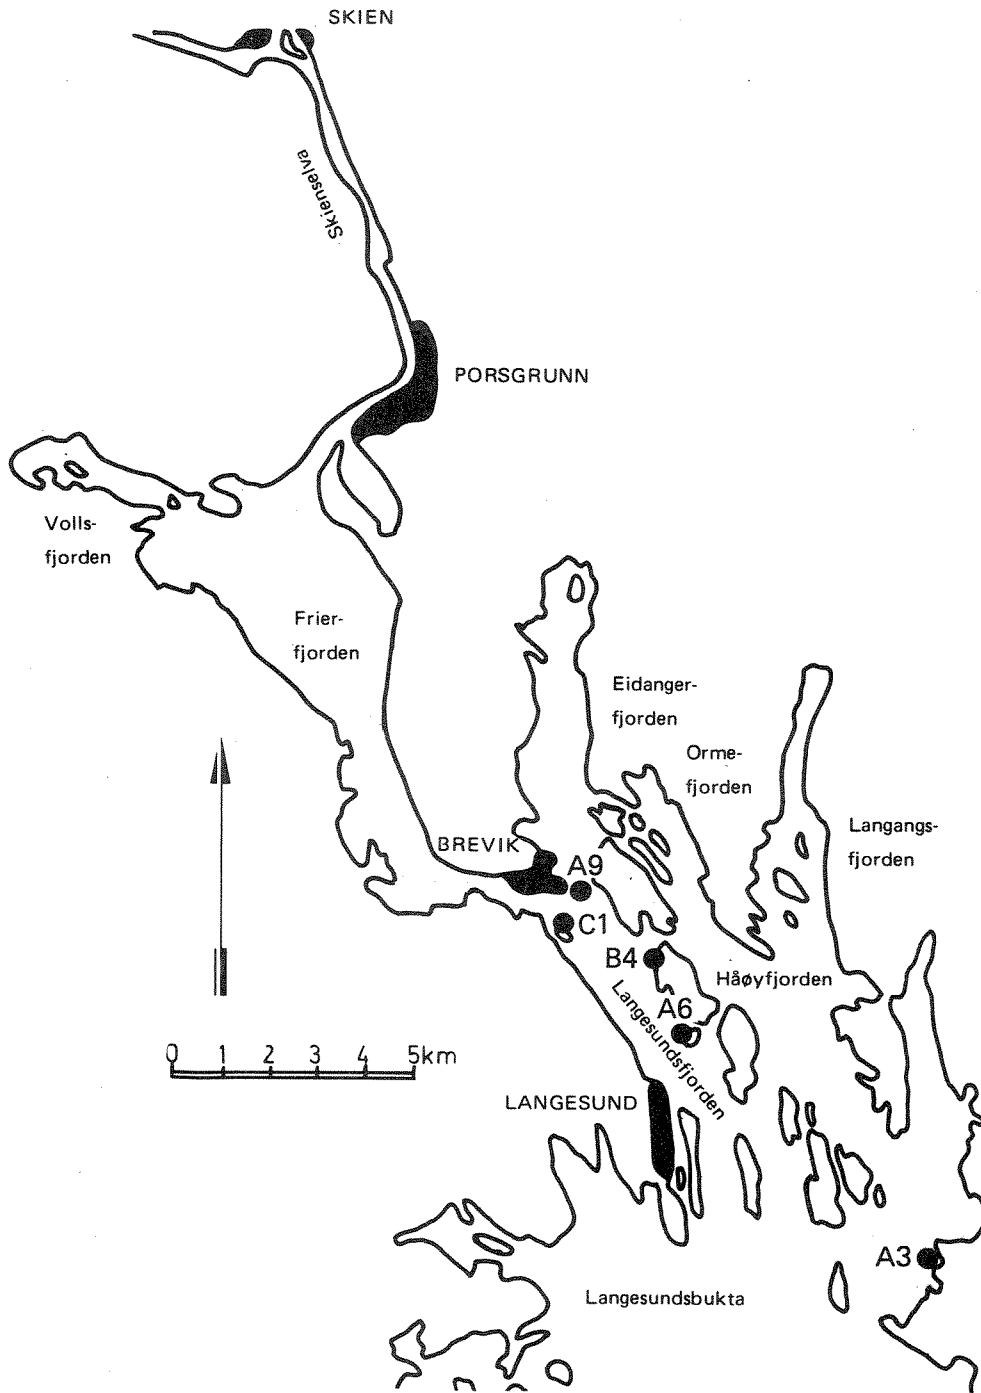 SKIEN
Skienselva
PORSGRUNN
Volls-
fjorden
Frier-
fjorden
Eidanger-
fjorden
Orme-
fjorden
Langangs-
fjorden
BREVIK
A9
C1
B4
Håøyfjorden
A6
Langesundsfjorden
0 1 2 3 4 5km
LANGESUND
A3
Langesundsbukta